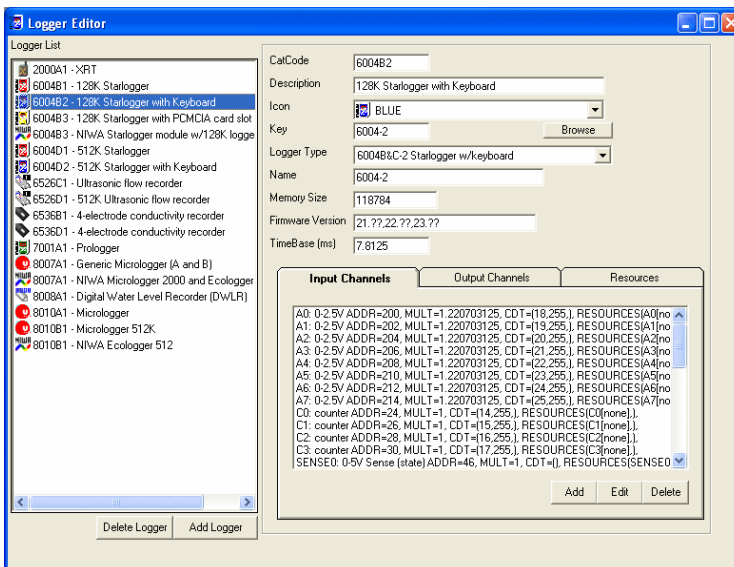 Logger Editor
Logger List
2000A1 - XRT
6004B1 - 128K Starlogger
6004B2 - 128K Starlogger with Keyboard
6004B3 - 128K Starlogger with PCMCIA card slot
6004B3 - NIWA Starlogger module w/128K logge
6004D1 - 512K Starlogger
6004D2 - 512K Starlogger with Keyboard
6526C1 - Ultrasonic flow recorder
6526D1 - 512K Ultrasonic flow recorder
6536B1 - 4-electrode conductivity recorder
6536D1 - 4-electrode conductivity recorder
7001A1 - Prologger
8007A1 - Generic Micrologger (A and B)
8007A1 - NIWA Micrologger 2000 and Ecologger
8008A1 - Digital Water Level Recorder (DWLR)
8010A1 - Micrologger
8010B1 - Micrologger 512K
8010B1 - NIWA Ecologger 512
Delete Logger Add Logger
CatCode 6004B2
Description 128K Starlogger with Keyboard
Icon BLUE
Key 6004-2 Browse
Logger Type 6004B&C-2 Starlogger w/keyboard
Name 6004-2
Memory Size 118784
Firmware Version 21.??,22.??,23.??
TimeBase (ms) 7.8125
Input Channels Output Channels Resources
A0: 0-2.5V ADDR=200, MULT=1.220703125, CDT=(18,255,), RESOURCES(A0[no
A1: 0-2.5V ADDR=202, MULT=1.220703125, CDT=(19,255,), RESOURCES(A1[no
A2: 0-2.5V ADDR=204, MULT=1.220703125, CDT=(20,255,), RESOURCES(A2[no
A3: 0-2.5V ADDR=206, MULT=1.220703125, CDT=(21,255,), RESOURCES(A3[no
A4: 0-2.5V ADDR=208, MULT=1.220703125, CDT=(22,255,), RESOURCES(A4[no
A5: 0-2.5V ADDR=210, MULT=1.220703125, CDT=(23,255,), RESOURCES(A5[no
A6: 0-2.5V ADDR=212, MULT=1.220703125, CDT=(24,255,), RESOURCES(A6[no
A7: 0-2.5V ADDR=214, MULT=1.220703125, CDT=(25,255,), RESOURCES(A7[no
C0: counter ADDR=24, MULT=1, CDT=(14,255,), RESOURCES(C0[none],),
C1: counter ADDR=26, MULT=1, CDT=(15,255,), RESOURCES(C1[none],),
C2: counter ADDR=28, MULT=1, CDT=(16,255,), RESOURCES(C2[none],),
C3: counter ADDR=30, MULT=1, CDT=(17,255,), RESOURCES(C3[none],),
SENSE0: 0-5V Sense (state) ADDR=46, MULT=1, CDT=(), RESOURCES(SENSE0
Add Edit Delete